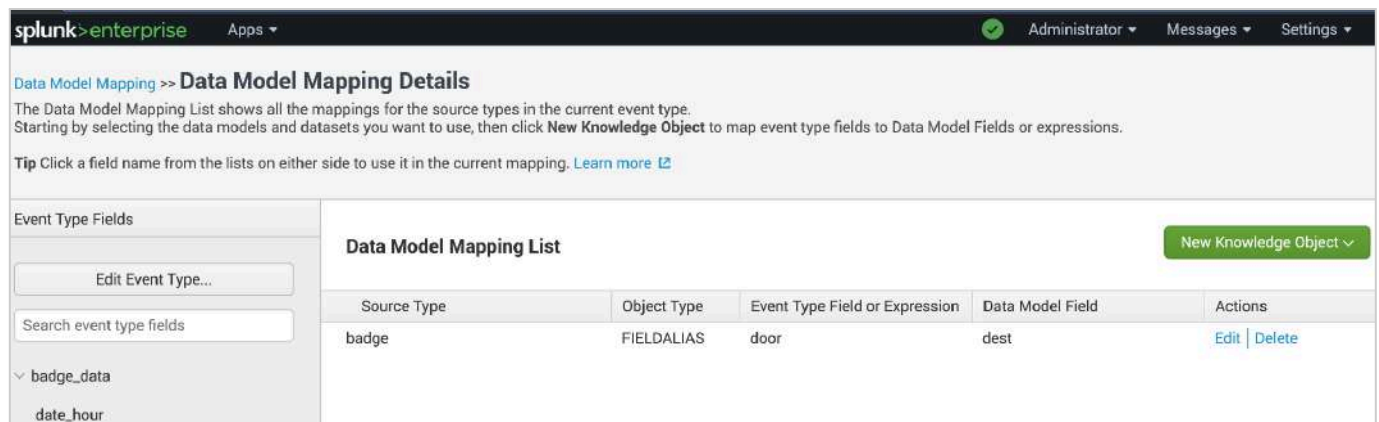 splunk>enterprise Apps Administrator Messages Settings
Data Model Mapping >> Data Model Mapping Details
The Data Model Mapping List shows all the mappings for the source types in the current event type.
Starting by selecting the data models and datasets you want to use, then click New Knowledge Object to map event type fields to Data Model Fields or expressions.
Tip Click a field name from the lists on either side to use it in the current mapping. Learn more
Event Type Fields
Edit Event Type...
Search event type fields
badge_data
date_hour
Data Model Mapping List
New Knowledge Object
Source Type Object Type Event Type Field or Expression Data Model Field Actions
badge FIELDALIAS door dest Edit | Delete